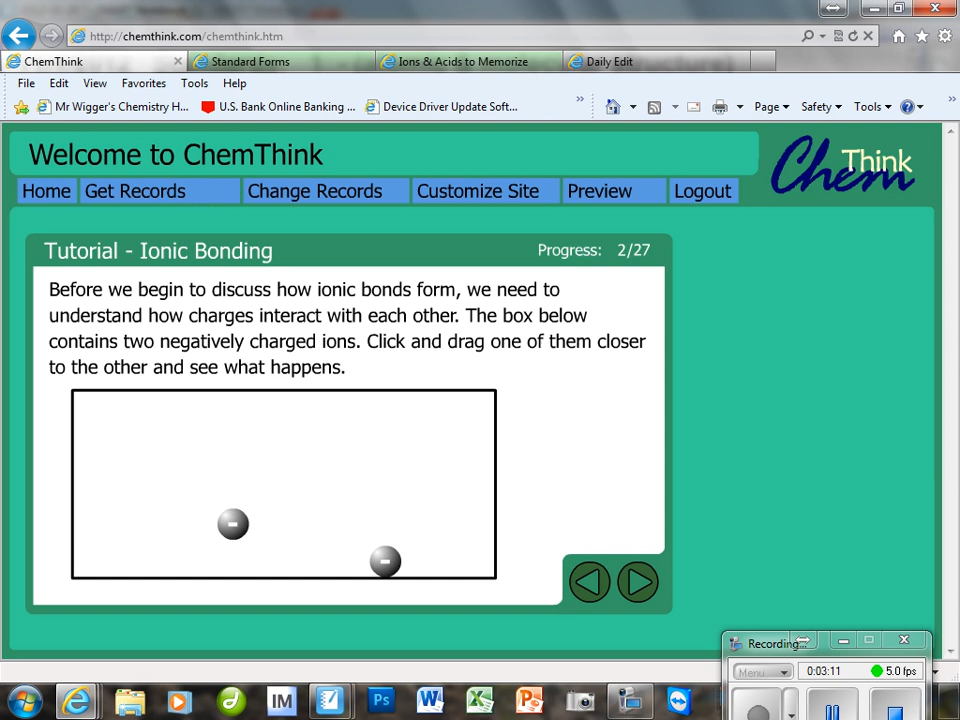 http://chemthink.com/chemthink.htm
ChemThink
Standard Forms
Ions & Acids to Memorize
Daily Edit
File Edit View Favorites Tools Help
Mr Wigger's Chemistry H... U.S. Bank Online Banking ... Device Driver Update Soft... » Page Safety Tools »
Welcome to ChemThink
Chem Think
Home Get Records Change Records Customize Site Preview Logout
Tutorial - Ionic Bonding Progress: 2/27
Before we begin to discuss how ionic bonds form, we need to
understand how charges interact with each other. The box below
contains two negatively charged ions. Click and drag one of them closer
to the other and see what happens.
-
-
Recording...
Menu 0:03:11 5.0 fps
IM Ps W X P